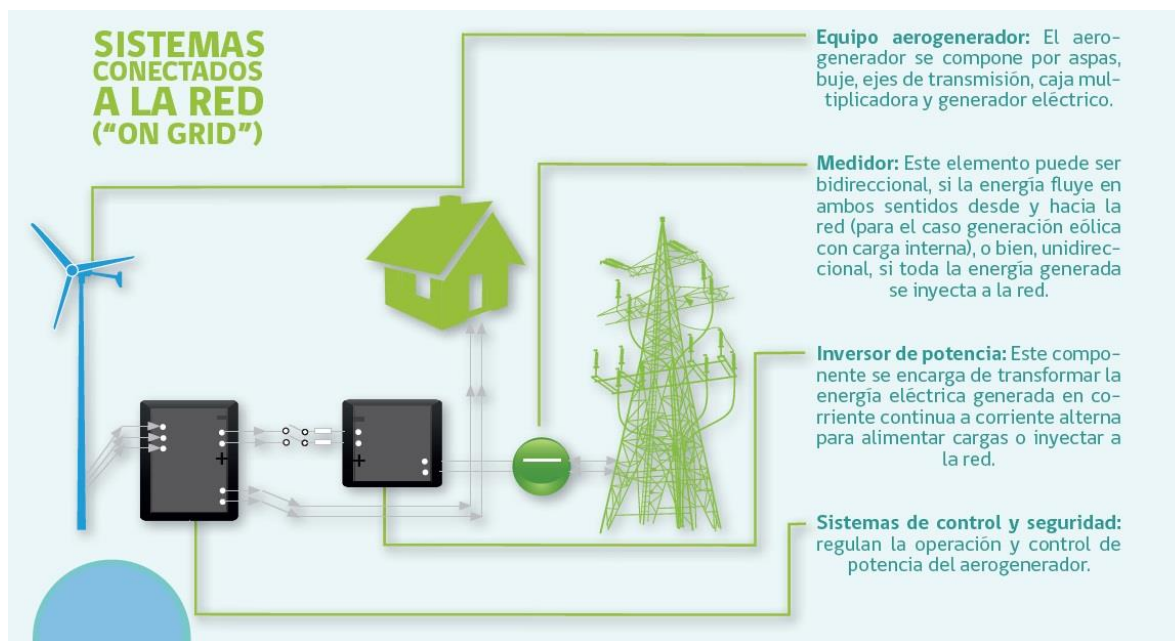 SISTEMAS
CONECTADOS
A LA RED
("ON GRID")
Equipo aerogenerador: El aero-
generador se compone por aspas,
buje, ejes de transmisión, caja mul-
tiplicadora y generador eléctrico.
Medidor: Este elemento puede ser
bidireccional, si la energía fluye en
ambos sentidos desde y hacia la
red (para el caso generación eólica
con carga interna), o bien, unidirec-
cional, si toda la energía generada
se inyecta a la red.
Inversor de potencia: Este compo-
nente se encarga de transformar la
energía eléctrica generada en co-
rriente continua a corriente alterna
para alimentar cargas o inyectar a
la red.
Sistemas de control y seguridad:
regulan la operación y control de
potencia del aerogenerador.